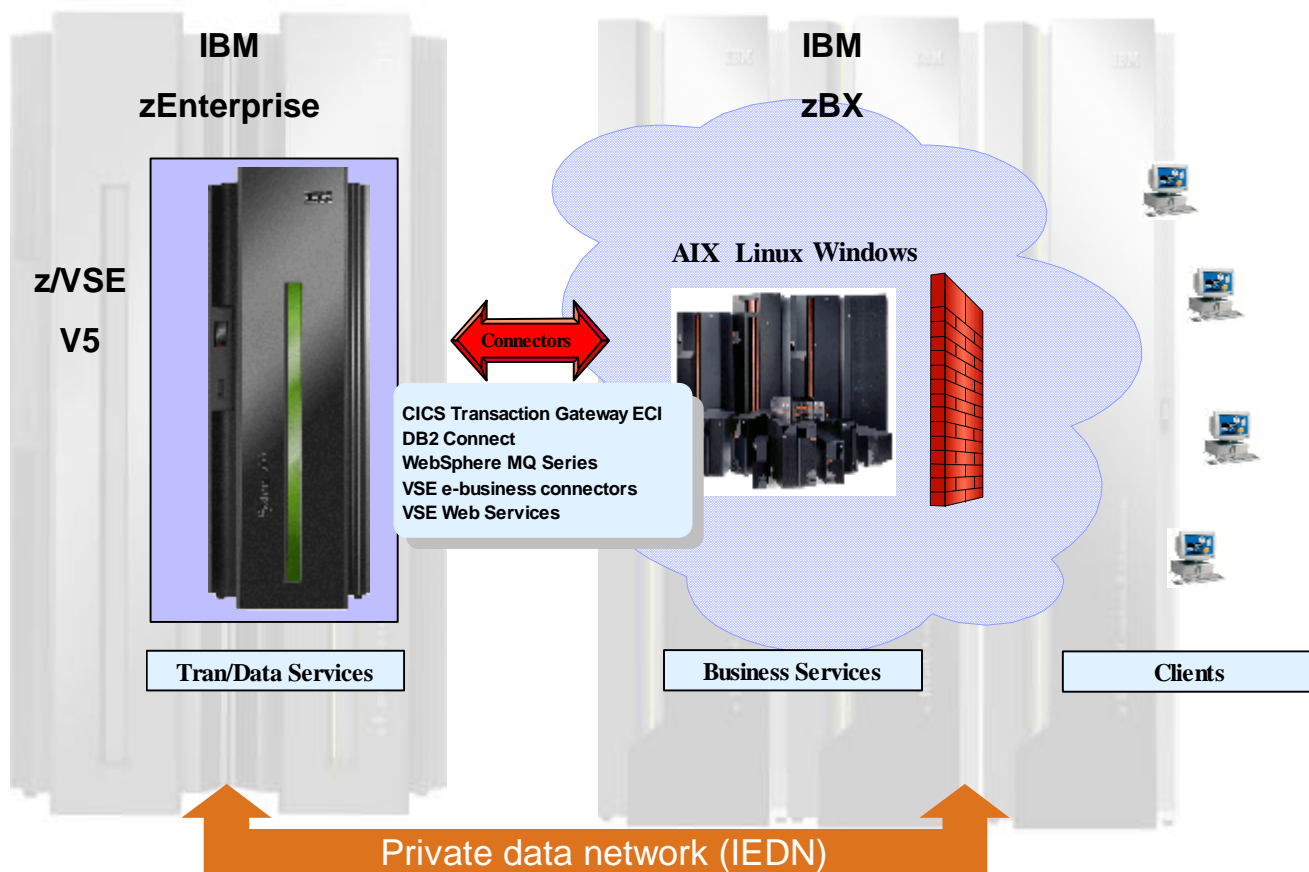 IBM
zEnterprise
IBM
zBX
z/VSE
V5
AIX Linux Windows
Connectors
CICS Transaction Gateway ECI
DB2 Connect
WebSphere MQ Series
VSE e-business connectors
VSE Web Services
Tran/Data Services
Business Services
Clients
Private data network (IEDN)